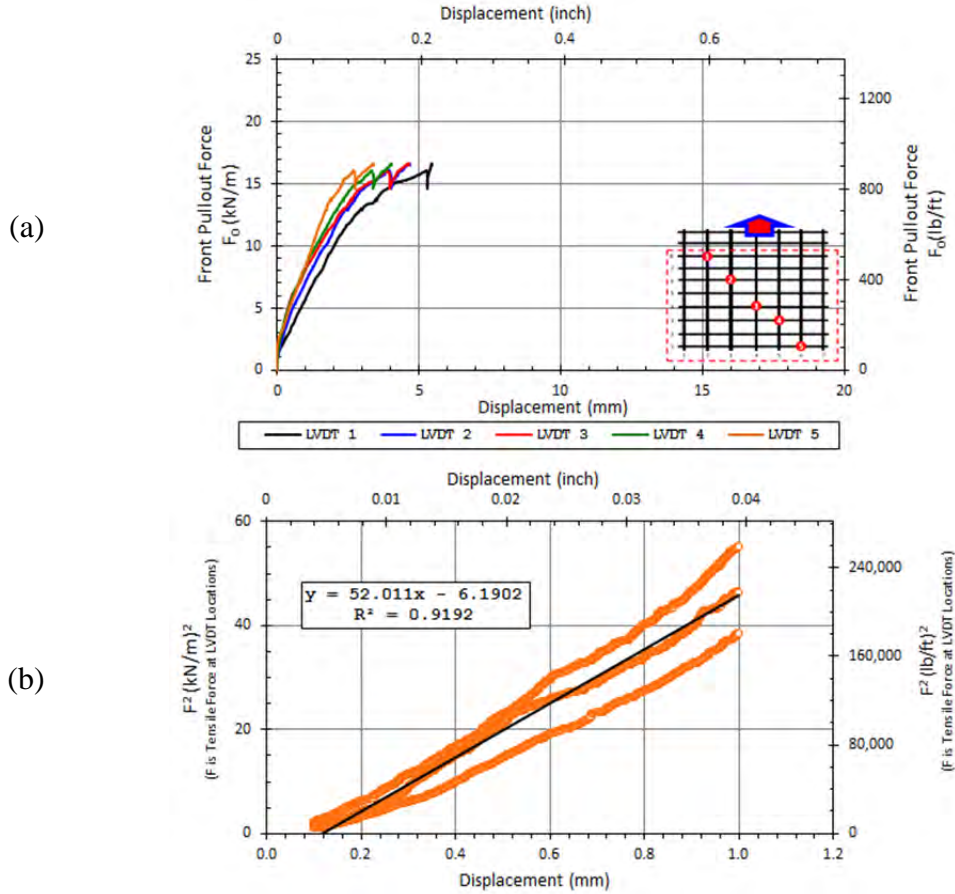 (a)
Displacement (inch)
0 0.2 0.4 0.6
Front Pullout Force
F₀ (kN/m)
25
20
15
10
5
0
1200
800
400
0
Front Pullout Force
F₀(lb/ft)
1
2
3
4
5
0 5 10 15 20
Displacement (mm)
LVDT 1 LVDT 2 LVDT 3 LVDT 4 LVDT 5
(b)
Displacement (inch)
0 0.01 0.02 0.03 0.04
F² (kN/m)²
(F is Tensile Force at LVDT Locations)
60
40
20
0
y = 52.011x - 6.1902
R² = 0.9192
240,000
160,000
80,000
0
F² (lb/ft)²
(F is Tensile Force at LVDT Locations)
0.0 0.2 0.4 0.6 0.8 1.0 1.2
Displacement (mm)